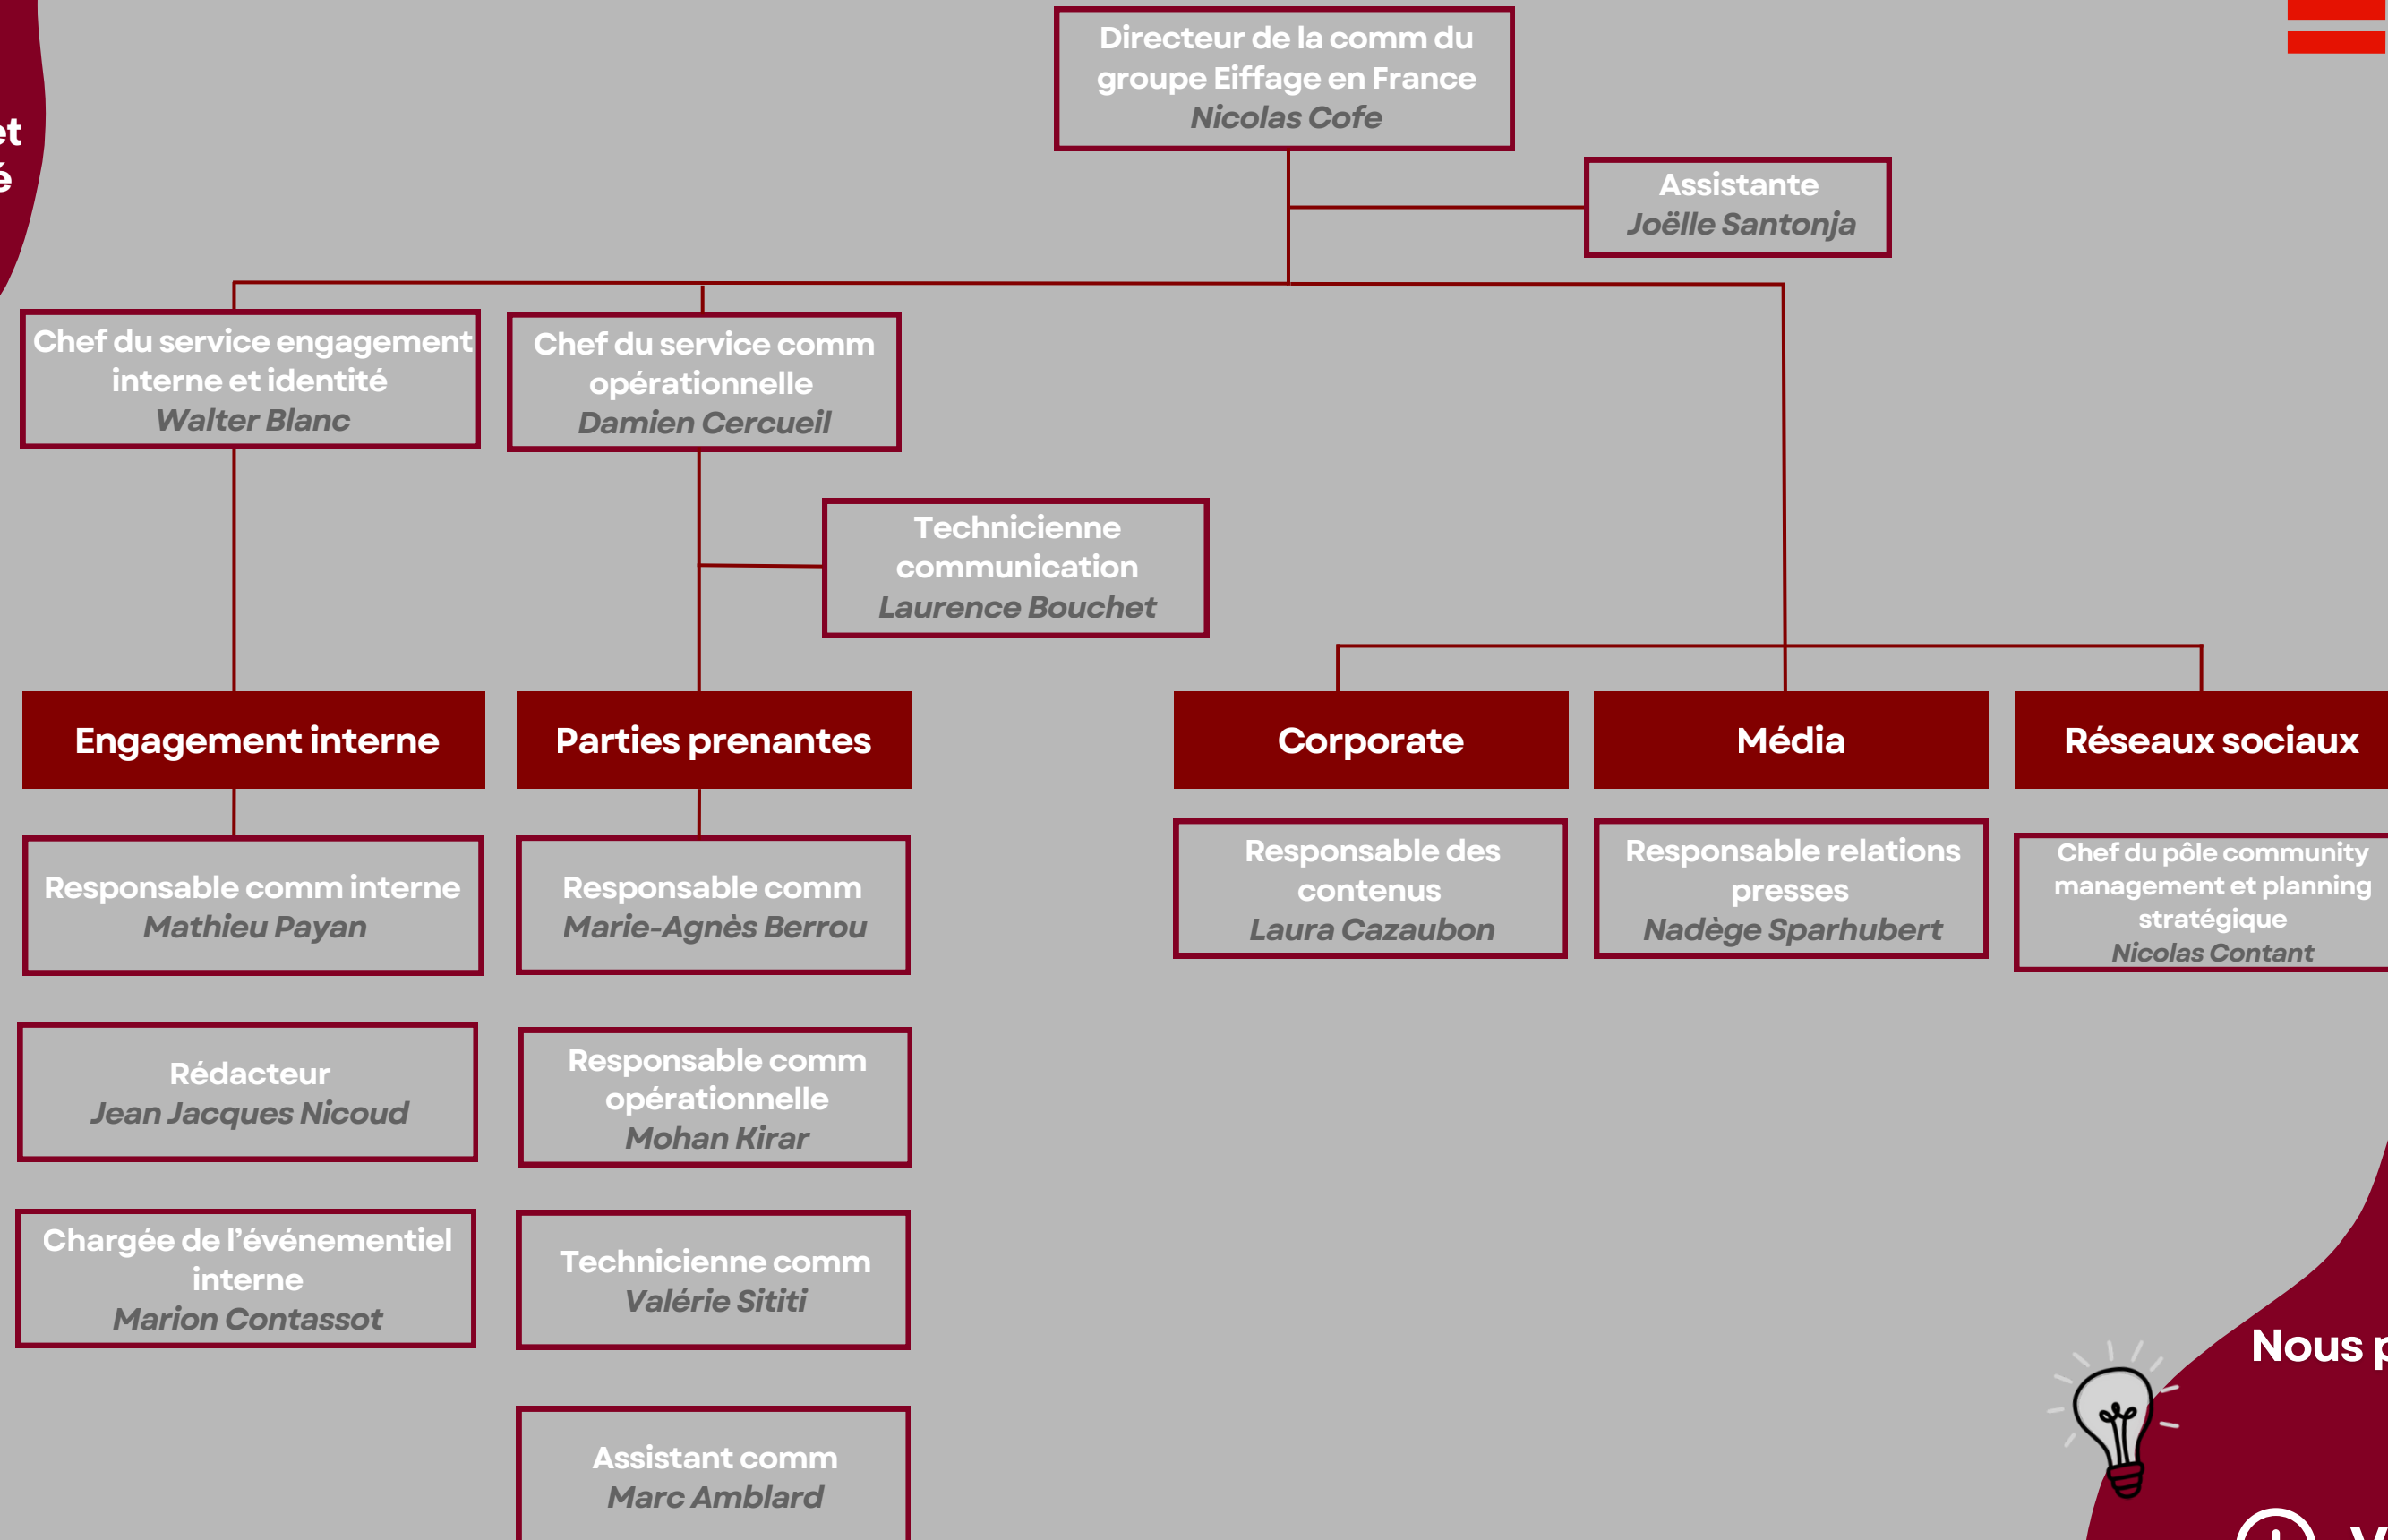 et
é
Directeur de la comm du
groupe Eiffage en France
Nicolas Cofe
Assistante
Joëlle Santonja
Chef du service engagement
interne et identité
Walter Blanc
Chef du service comm
opérationnelle
Damien Cercueil
Technicienne
communication
Laurence Bouchet
Engagement interne
Parties prenantes
Corporate
Média
Réseaux sociaux
Responsable comm interne
Mathieu Payan
Responsable comm
Marie-Agnès Berrou
Responsable des
contenus
Laura Cazaubon
Responsable relations
presses
Nadège Sparhubert
Chef du pôle community
management et planning
stratégique
Nicolas Contant
Rédacteur
Jean Jacques Nicoud
Responsable comm
opérationnelle
Mohan Kirar
Chargée de l’événementiel
interne
Marion Contassot
Technicienne comm
Valérie Sititi
Assistant comm
Marc Amblard
Nous